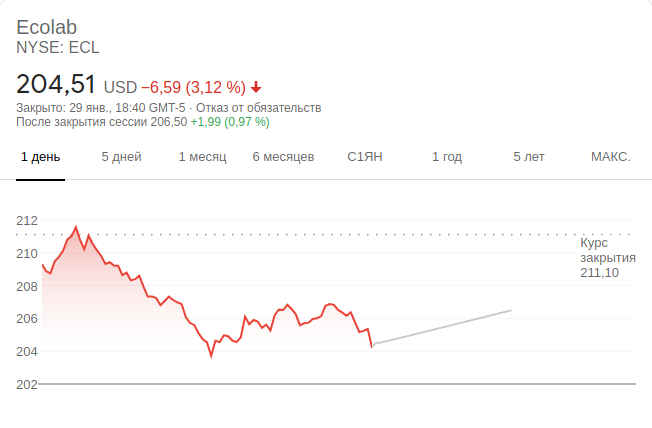 Ecolab
NYSE: ECL
204,51 USD −6,59 (3,12 %)
Закрыто: 29 янв., 18:40 GMT-5 · Отказ от обязательств
После закрытия сессии 206,50 +1,99 (0,97 %)
1 день 5 дней 1 месяц 6 месяцев С1ЯН 1 год 5 лет МАКС.
212
210
208
206
204
202
Курс
закрытия
211,10